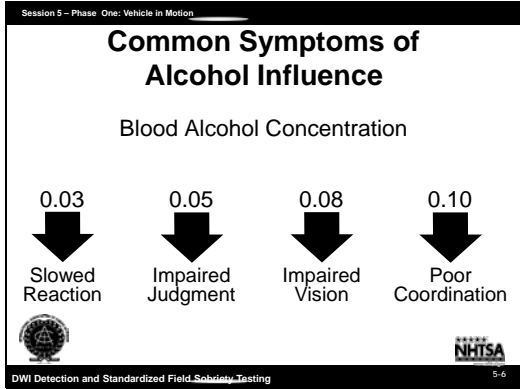 Session 5 – Phase One: Vehicle in Motion
Common Symptoms of
Alcohol Influence
Blood Alcohol Concentration
0.03 0.05 0.08 0.10
Slowed Impaired Impaired Poor
Reaction Judgment Vision Coordination
NHTSA
DWI Detection and Standardized Field Sobriety Testing 5-6